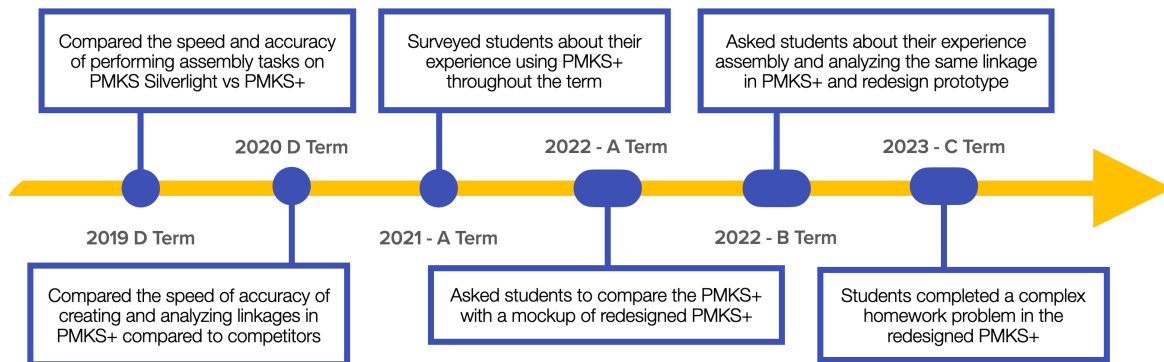 Compared the speed and accuracy
of performing assembly tasks on
PMKS Silverlight vs PMKS+
Surveyed students about their
experience using PMKS+
throughout the term
Asked students about their experience
assembly and analyzing the same linkage
in PMKS+ and redesign prototype
2020 D Term
2022 - A Term
2023 - C Term
2019 D Term
2021 - A Term
2022 - B Term
Compared the speed of accuracy of
creating and analyzing linkages in
PMKS+ compared to competitors
Asked students to compare the PMKS+
with a mockup of redesigned PMKS+
Students completed a complex
homework problem in the
redesigned PMKS+